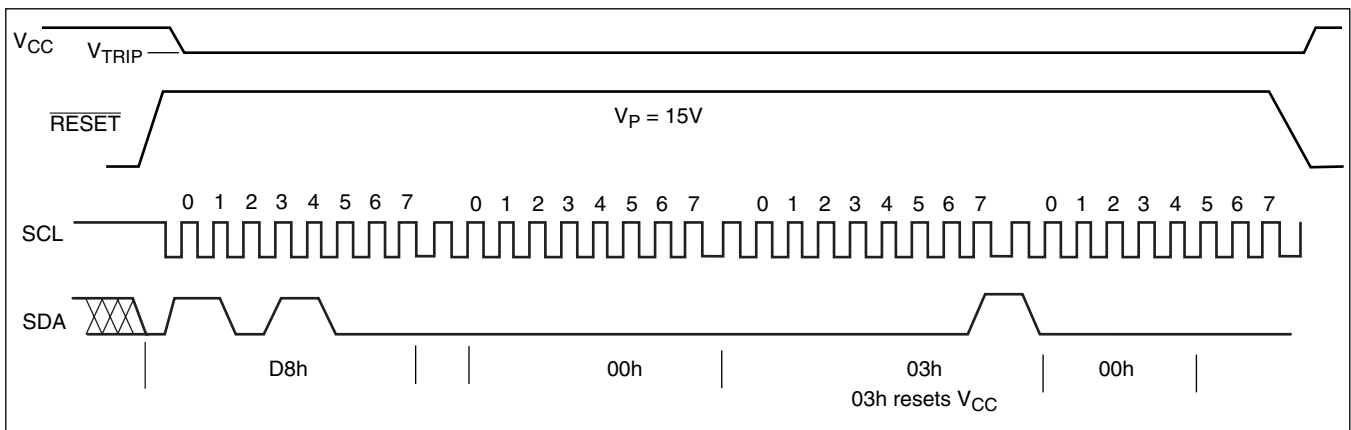 VCC
VTRIP
RESET
VP = 15V
0 1 2 3 4 5 6 7 0 1 2 3 4 5 6 7 0 1 2 3 4 5 6 7 0 1 2 3 4 5 6 7
SCL
SDA
D8h 00h 03h 00h
03h resets VCC